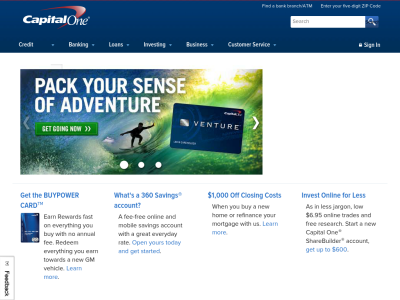 Find a bank branch/ATM Enter your five-digit ZIP Code
Capital One
Search
Credit Banking Loans Investing Business Customer Service Sign In
PACK YOUR SENSE
OF ADVENTURE
GET GOING NOW >>
Capital One
VENTURE
Get the BUYPOWER
CARD™
Earn Rewards fast
on everything
you buy with no
annual fee.
Redeem
everything you earn
towards a new GM
vehicle. Learn
more.
What's a 360 Savings®
account?
A fee-free online and
mobile savings account
with a great everyday
rate. Open yours today
and get started.
$1,000 Off Closing Costs
When you buy a new
home or refinance your
mortgage with us. Learn
more.
Invest Online for Less
As in less jargon, low
$6.95 online trades and
free research. Start a new
Capital One®
ShareBuilder® account,
get up to $600.
Feedback